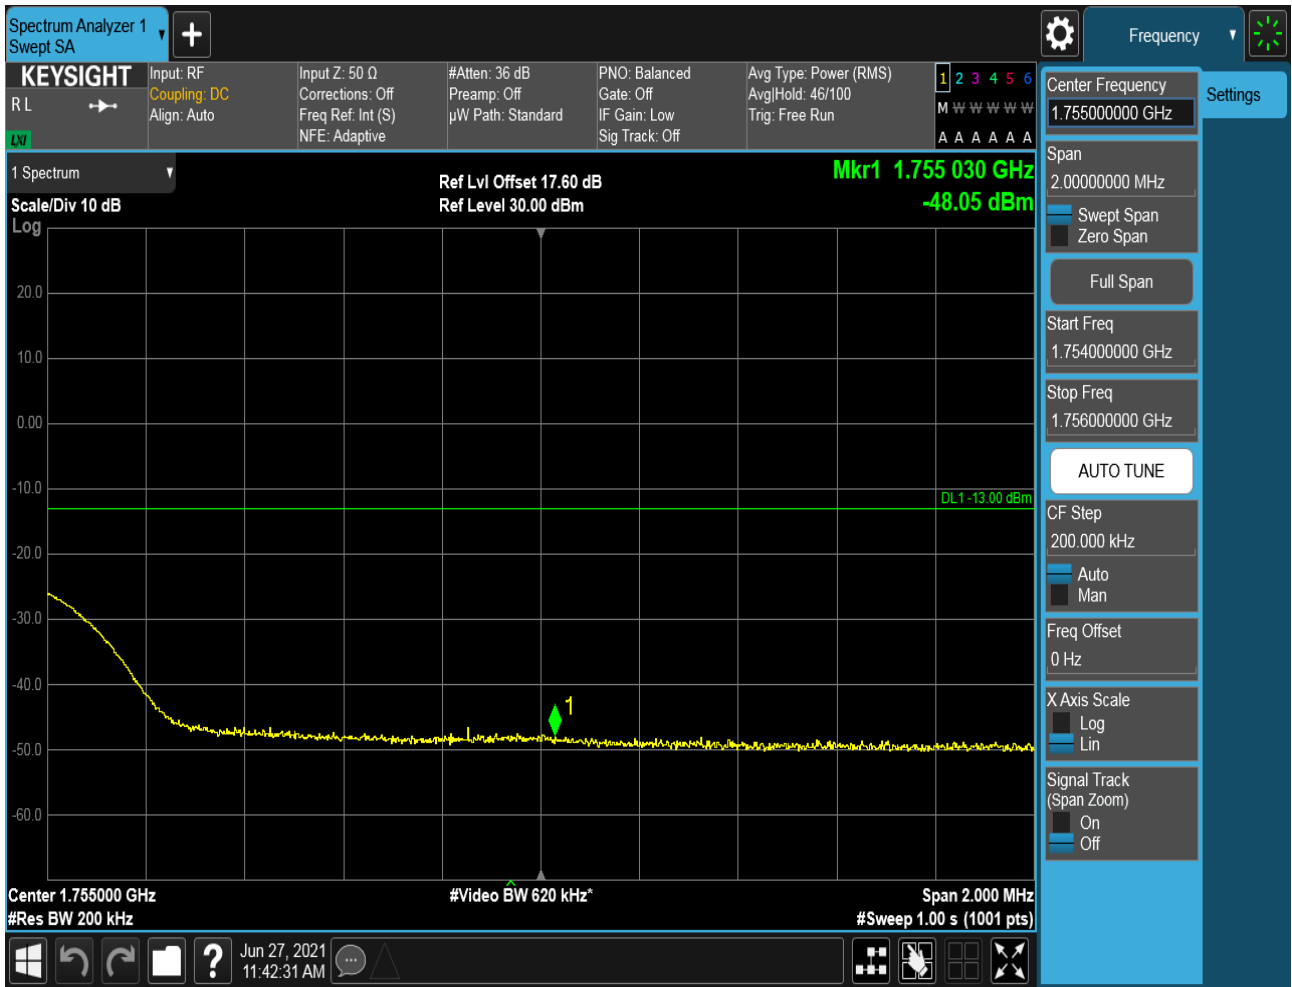 Spectrum Analyzer 1
Swept SA
Frequency
KEYSIGHT
R L
LXI
Input: RF
Coupling: DC
Align: Auto
Input Z: 50 Ω
Corrections: Off
Freq Ref: Int (S)
NFE: Adaptive
#Atten: 36 dB
Preamp: Off
µW Path: Standard
PNO: Balanced
Gate: Off
IF Gain: Low
Sig Track: Off
Avg Type: Power (RMS)
Avg|Hold: 46/100
Trig: Free Run
1 2 3 4 5 6
M W W W W W
A A A A A A
1 Spectrum
Scale/Div 10 dB
Log
Ref Lvl Offset 17.60 dB
Ref Level 30.00 dBm
Mkr1 1.755 030 GHz
-48.05 dBm
20.0
10.0
0.00
-10.0
DL1 -13.00 dBm
-20.0
-30.0
-40.0
1
-50.0
-60.0
Center 1.755000 GHz
#Res BW 200 kHz
#Video BW 620 kHz*
Span 2.000 MHz
#Sweep 1.00 s (1001 pts)
Jun 27, 2021
11:42:31 AM
Center Frequency
1.755000000 GHz
Settings
Span
2.00000000 MHz
Swept Span
Zero Span
Full Span
Start Freq
1.754000000 GHz
Stop Freq
1.756000000 GHz
AUTO TUNE
CF Step
200.000 kHz
Auto
Man
Freq Offset
0 Hz
X Axis Scale
Log
Lin
Signal Track
(Span Zoom)
On
Off